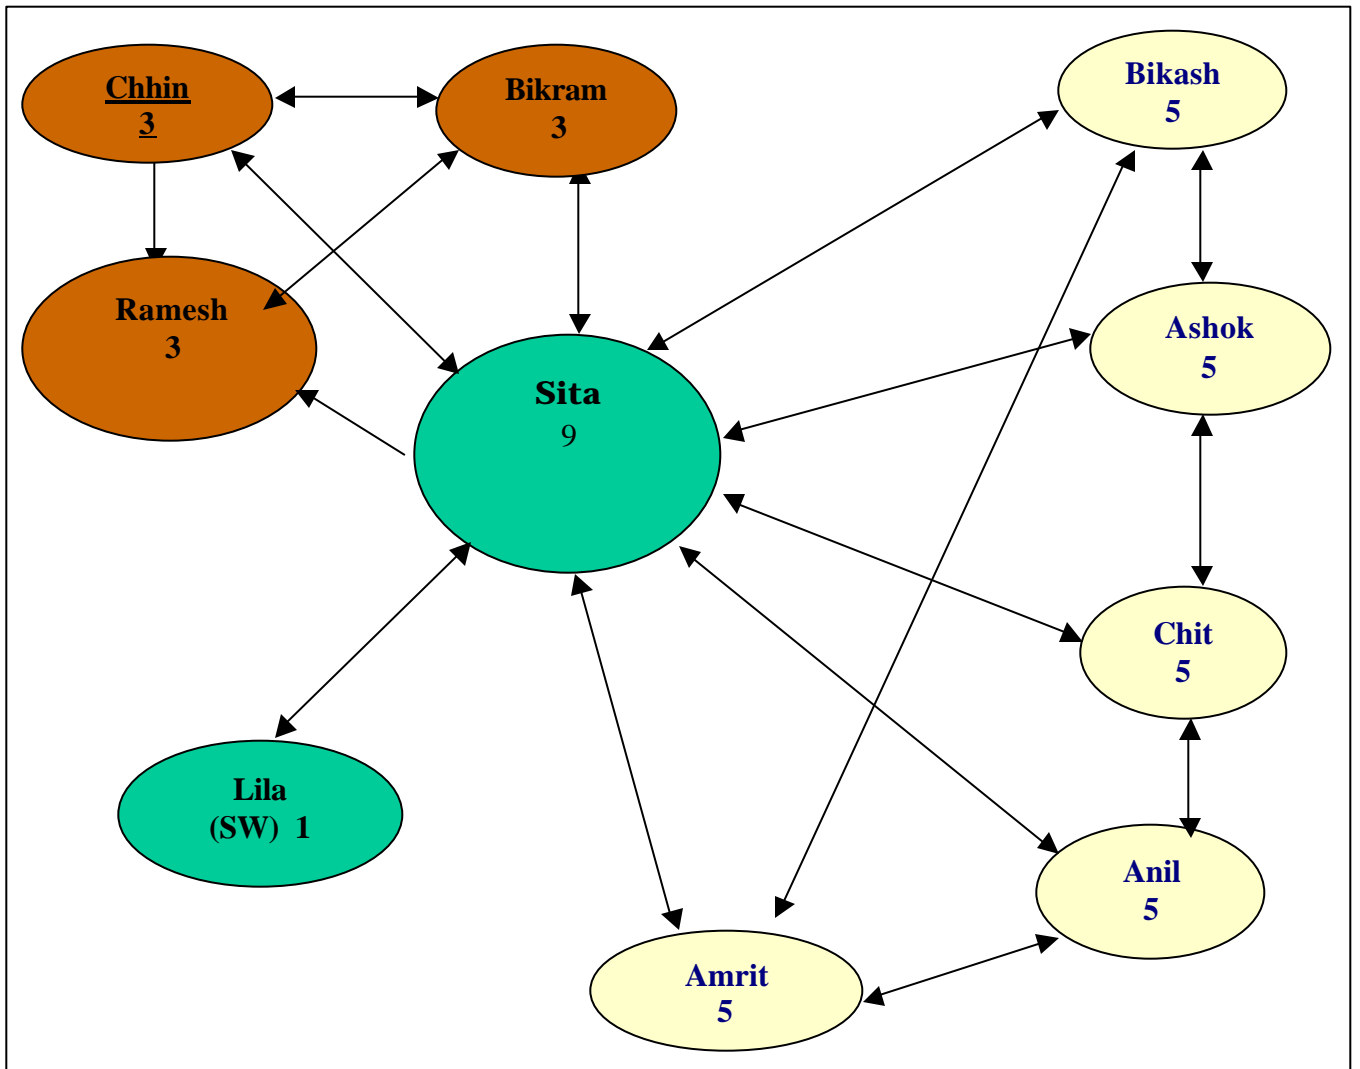 Chhin
3
Bikram
3
Bikash
5
Ramesh
3
Ashok
5
Sita
9
Chit
5
Lila
(SW) 1
Anil
5
Amrit
5